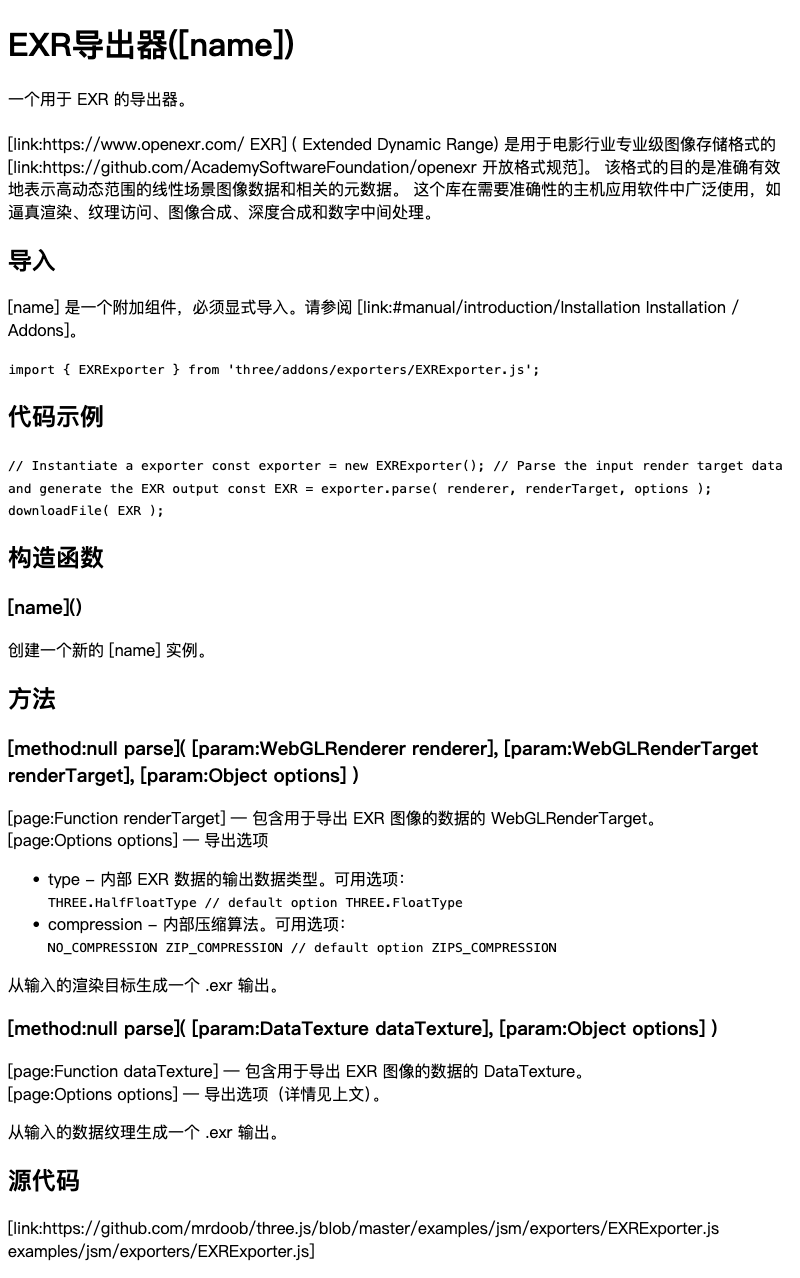 EXR导出器([name])
一个用于 EXR 的导出器。
[link:https://www.openexr.com/ EXR] ( Extended Dynamic Range) 是用于电影行业专业级图像存储格式的
[link:https://github.com/AcademySoftwareFoundation/openexr 开放格式规范]。 该格式的目的是准确有效
地表示高动态范围的线性场景图像数据和相关的元数据。 这个库在需要准确性的主机应用软件中广泛使用，如
逼真渲染、纹理访问、图像合成、深度合成和数字中间处理。
导入
[name] 是一个附加组件，必须显式导入。请参阅 [link:#manual/introduction/Installation Installation /
Addons]。
import { EXRExporter } from 'three/addons/exporters/EXRExporter.js';
代码示例
// Instantiate a exporter const exporter = new EXRExporter(); // Parse the input render target data
and generate the EXR output const EXR = exporter.parse( renderer, renderTarget, options );
downloadFile( EXR );
构造函数
[name]()
创建一个新的 [name] 实例。
方法
[method:null parse]( [param:WebGLRenderer renderer], [param:WebGLRenderTarget
renderTarget], [param:Object options] )
[page:Function renderTarget] — 包含用于导出 EXR 图像的数据的 WebGLRenderTarget。
[page:Options options] — 导出选项
• type - 内部 EXR 数据的输出数据类型。可用选项：
THREE.HalfFloatType // default option THREE.FloatType
• compression - 内部压缩算法。可用选项：
NO_COMPRESSION ZIP_COMPRESSION // default option ZIPS_COMPRESSION
从输入的渲染目标生成一个 .exr 输出。
[method:null parse]( [param:DataTexture dataTexture], [param:Object options] )
[page:Function dataTexture] — 包含用于导出 EXR 图像的数据的 DataTexture。
[page:Options options] — 导出选项（详情见上文）。
从输入的数据纹理生成一个 .exr 输出。
源代码
[link:https://github.com/mrdoob/three.js/blob/master/examples/jsm/exporters/EXRExporter.js
examples/jsm/exporters/EXRExporter.js]